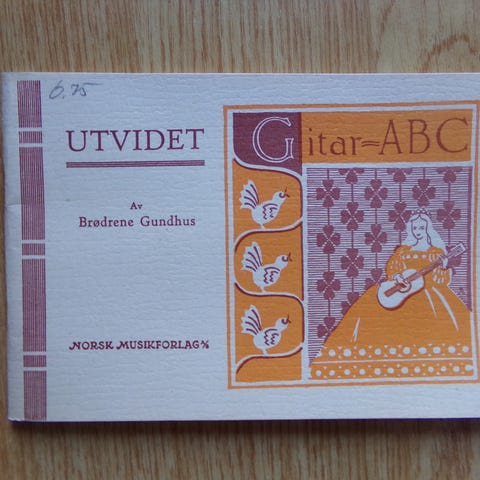 6.75
UTVIDET
Av
Brødrene Gundhus
NORSK MUSIKFORLAG A/S
Gitar=ABC